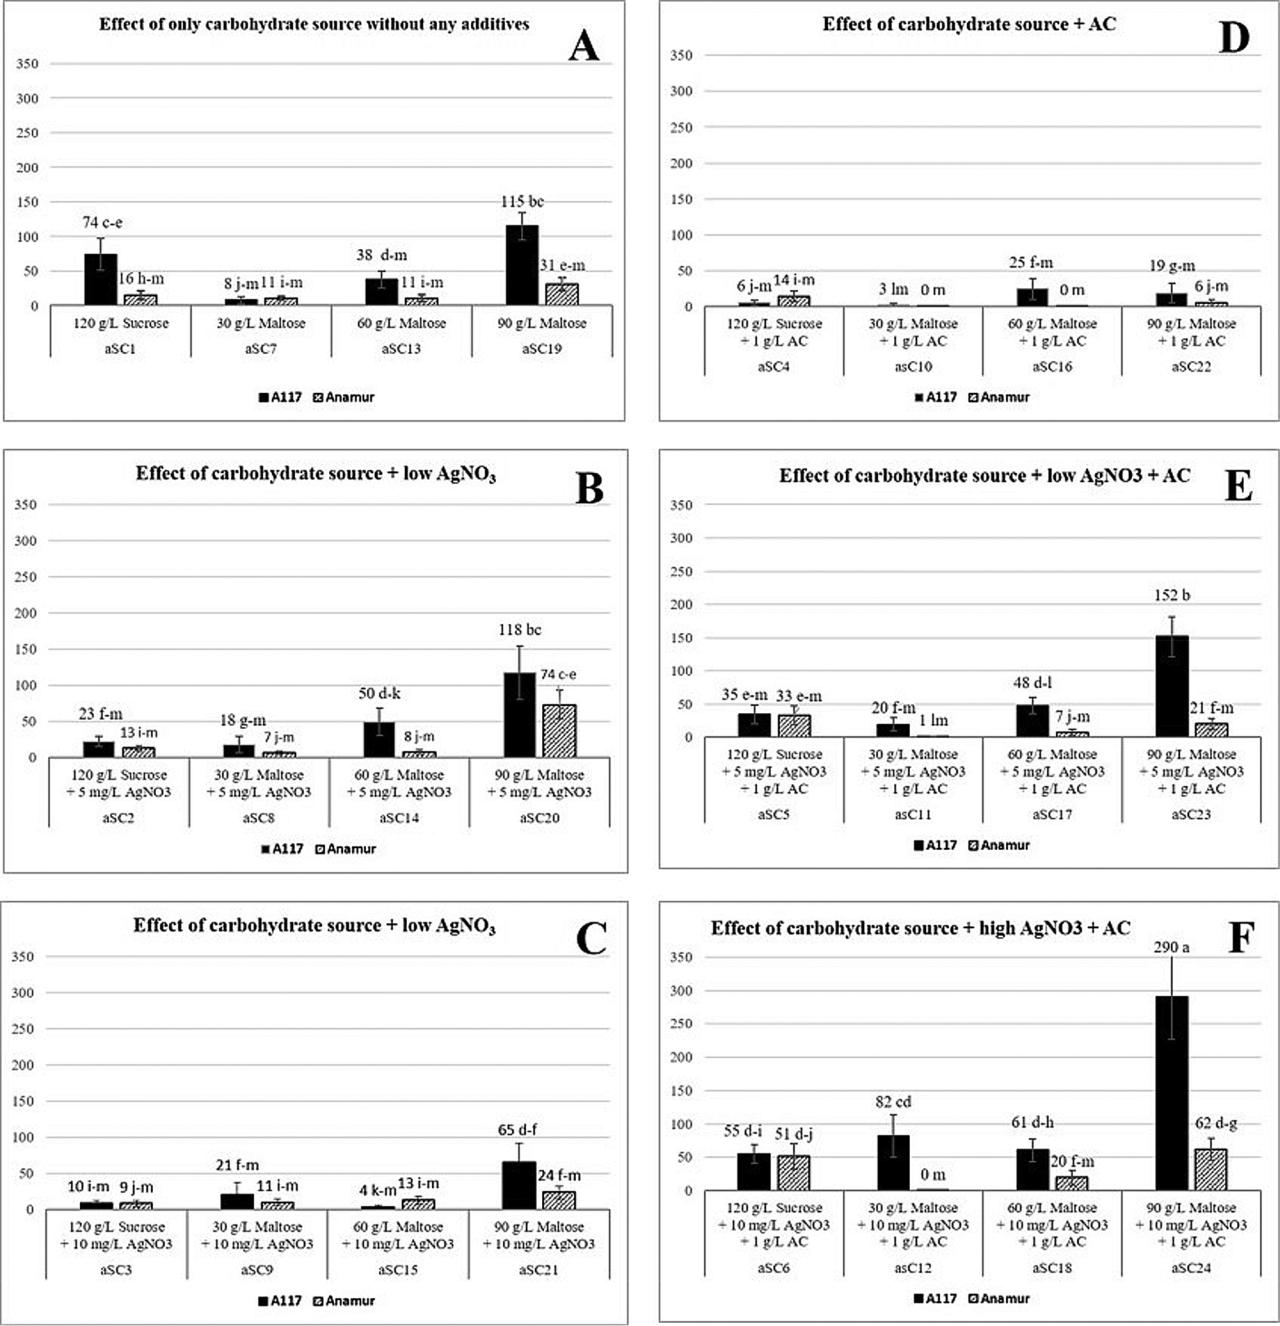 Effect of only carbohydrate source without any additives
A
350
300
250
200
150
100
50
0
74 c-e
16 h-m
8 j-m
11 i-m
38 d-m
11 i-m
115 bc
31 e-m
120 g/L Sucrose
30 g/L Maltose
60 g/L Maltose
90 g/L Maltose
aSC1
aSC7
aSC13
aSC19
A117
Anamur
Effect of carbohydrate source + AC
D
350
300
250
200
150
100
50
0
6 j-m
14 i-m
3 lm
0 m
25 f-m
0 m
19 g-m
6 j-m
120 g/L Sucrose
+ 1 g/L AC
30 g/L Maltose
+ 1 g/L AC
60 g/L Maltose
+ 1 g/L AC
90 g/L Maltose
+ 1 g/L AC
aSC4
asC10
aSC16
aSC22
A117
Anamur
Effect of carbohydrate source + low AgNO₃
B
350
300
250
200
150
100
50
0
23 f-m
13 i-m
18 g-m
7 j-m
50 d-k
8 j-m
118 bc
74 c-e
120 g/L Sucrose
+ 5 mg/L AgNO3
30 g/L Maltose
+ 5 mg/L AgNO3
60 g/L Maltose
+ 5 mg/L AgNO3
90 g/L Maltose
+ 5 mg/L AgNO3
aSC2
aSC8
aSC14
aSC20
A117
Anamur
Effect of carbohydrate source + low AgNO3 + AC
E
350
300
250
200
150
100
50
0
35 e-m
33 e-m
20 f-m
1 lm
48 d-l
7 j-m
152 b
21 f-m
120 g/L Sucrose
+ 5 mg/L AgNO3
+ 1 g/L AC
30 g/L Maltose
+ 5 mg/L AgNO3
+ 1 g/L AC
60 g/L Maltose
+ 5 mg/L AgNO3
+ 1 g/L AC
90 g/L Maltose
+ 5 mg/L AgNO3
+ 1 g/L AC
aSC5
asC11
aSC17
aSC23
A117
Anamur
Effect of carbohydrate source + low AgNO₃
C
350
300
250
200
150
100
50
0
10 i-m
9 j-m
21 f-m
11 i-m
4 k-m
13 i-m
65 d-f
24 f-m
120 g/L Sucrose
+ 10 mg/L AgNO3
30 g/L Maltose
+ 10 mg/L AgNO3
60 g/L Maltose
+ 10 mg/L AgNO3
90 g/L Maltose
+ 10 mg/L AgNO3
aSC3
aSC9
asC15
aSC21
A117
Anamur
Effect of carbohydrate source + high AgNO3 + AC
F
350
300
250
200
150
100
50
0
55 d-i
51 d-j
82 cd
0 m
61 d-h
20 f-m
290 a
62 d-g
120 g/L Sucrose
+ 10 mg/L AgNO3
+ 1 g/L AC
30 g/L Maltose
+ 10 mg/L AgNO3
+ 1 g/L AC
60 g/L Maltose
+ 10 mg/L AgNO3
+ 1 g/L AC
90 g/L Maltose
+ 10 mg/L AgNO3
+ 1 g/L AC
aSC6
asC12
aSC18
aSC24
A117
Anamur